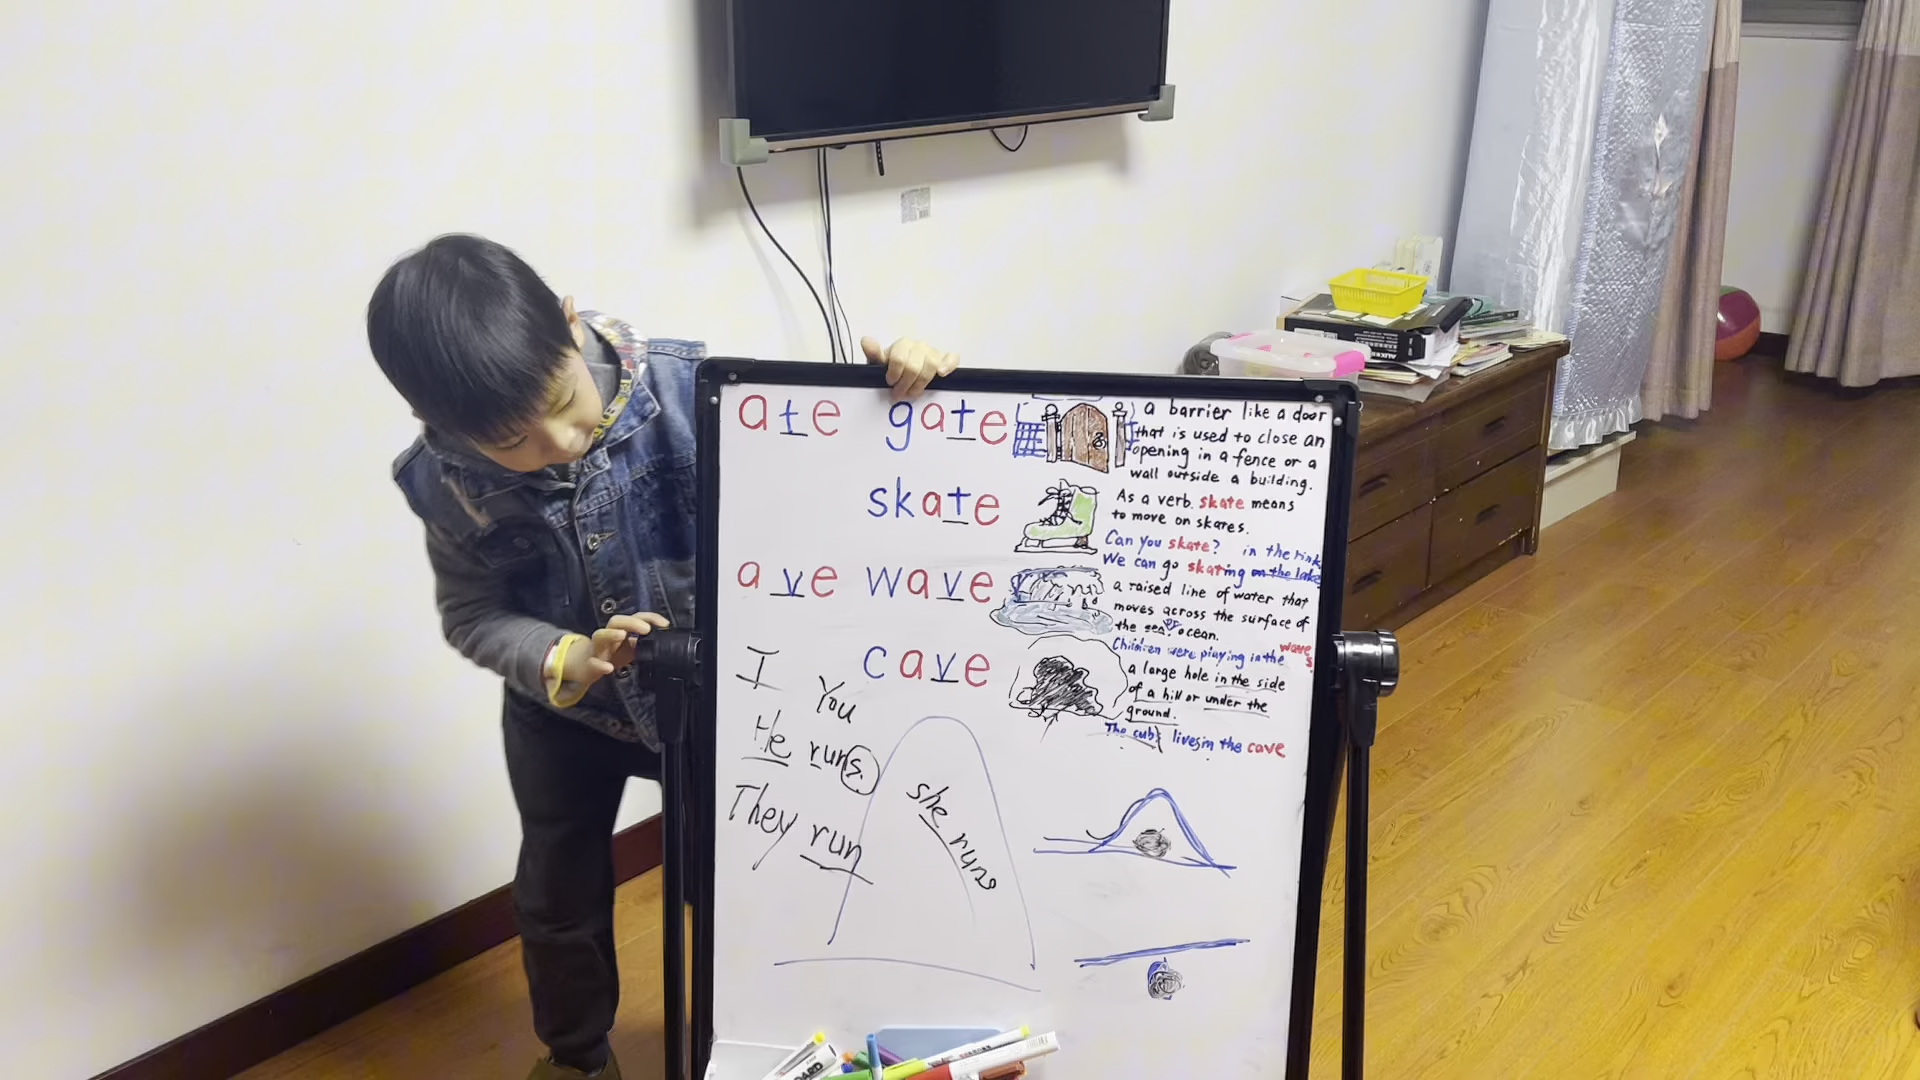 ate gate
a barrier like a door
that is used to close an
opening in a fence or a
wall outside a building.
skate
As a verb. skate means
to move on skates.
Can you skate? in the rink
We can go skating on the lake
ave wave
a raised line of water that
moves across the surface of
the sea or ocean.
Children were playing in the waves
cave
a large hole in the side
of a hill or under the
ground.
The cubs lives in the cave
I
You
He runs.
They run
she runs